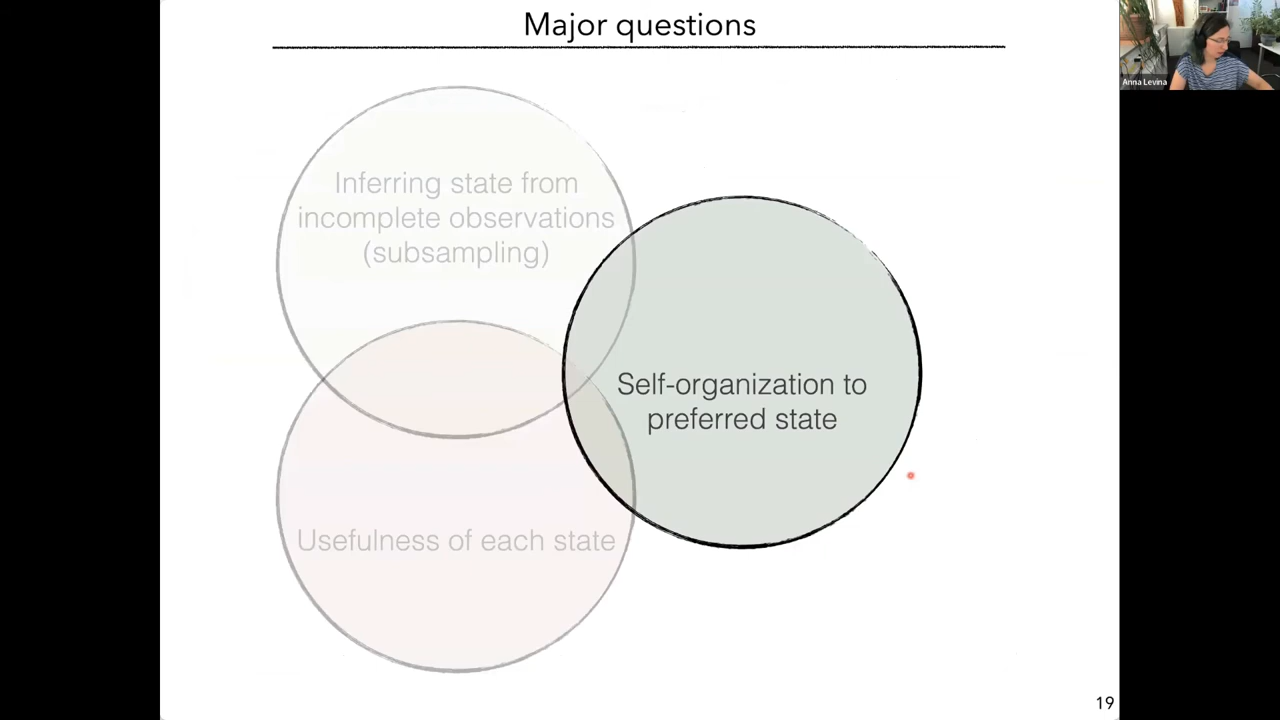 Major questions
Anna Levina
Inferring state from
incomplete observations
(subsampling)
Self-organization to
preferred state
Usefulness of each state
19